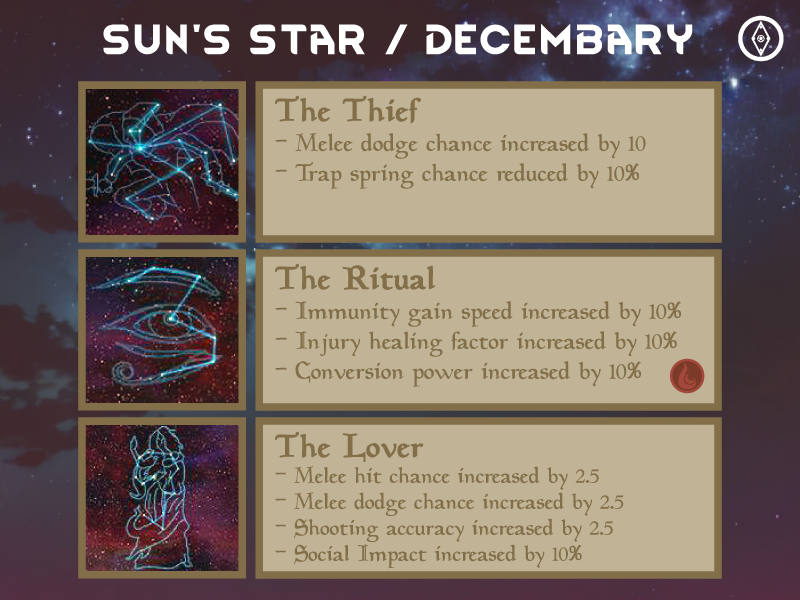 SUN'S STAR / DECEMBARY
The Thief
- Melee dodge chance increased by 10
- Trap spring chance reduced by 10%
The Ritual
- Immunity gain speed increased by 10%
- Injury healing factor increased by 10%
- Conversion power increased by 10%
The Lover
- Melee hit chance increased by 2.5
- Melee dodge chance increased by 2.5
- Shooting accuracy increased by 2.5
- Social Impact increased by 10%